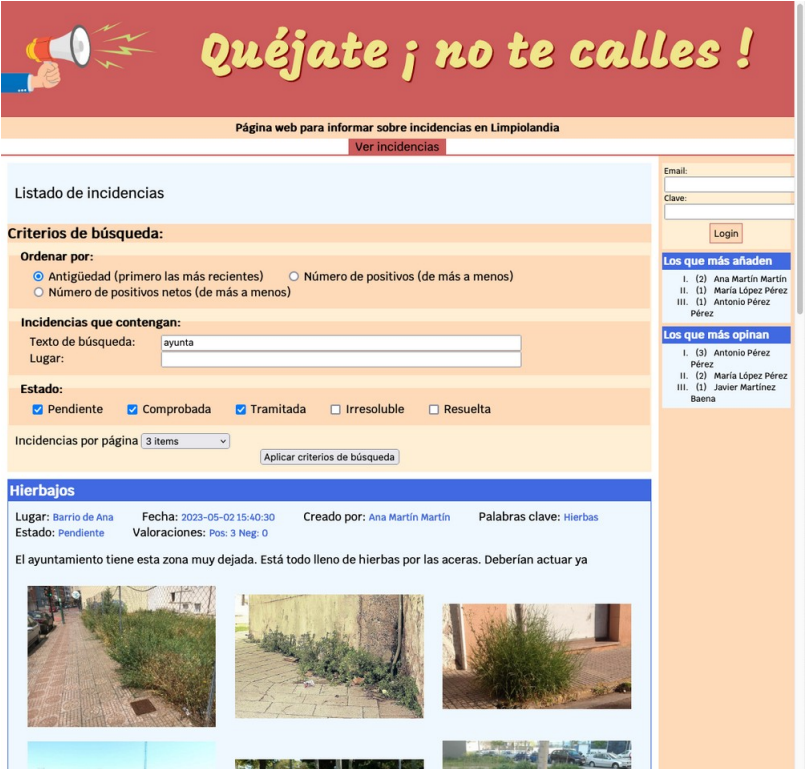 Quéjate ¡ no te calles !
Página web para informar sobre incidencias en Limpiolandia
Ver incidencias
Listado de incidencias
Criterios de búsqueda:
Ordenar por:
Antigüedad (primero las más recientes) Número de positivos (de más a menos)
Número de positivos netos (de más a menos)
Incidencias que contengan:
Texto de búsqueda: ayunta
Lugar:
Estado:
Pendiente Comprobada Tramitada Irresoluble Resuelta
Incidencias por página 3 items
Aplicar criterios de búsqueda
Hierbajos
Lugar: Barrio de Ana Fecha: 2023-05-02 15:40:30 Creado por: Ana Martín Martín Palabras clave: Hierbas
Estado: Pendiente Valoraciones: Pos: 3 Neg: 0
El ayuntamiento tiene esta zona muy dejada. Está todo lleno de hierbas por las aceras. Deberían actuar ya
Email:
Clave:
Login
Los que más añaden
I. (2) Ana Martín Martín
II. (1) María López Pérez
III. (1) Antonio Pérez
Pérez
Los que más opinan
I. (3) Antonio Pérez
Pérez
II. (2) María López Pérez
III. (1) Javier Martínez
Baena